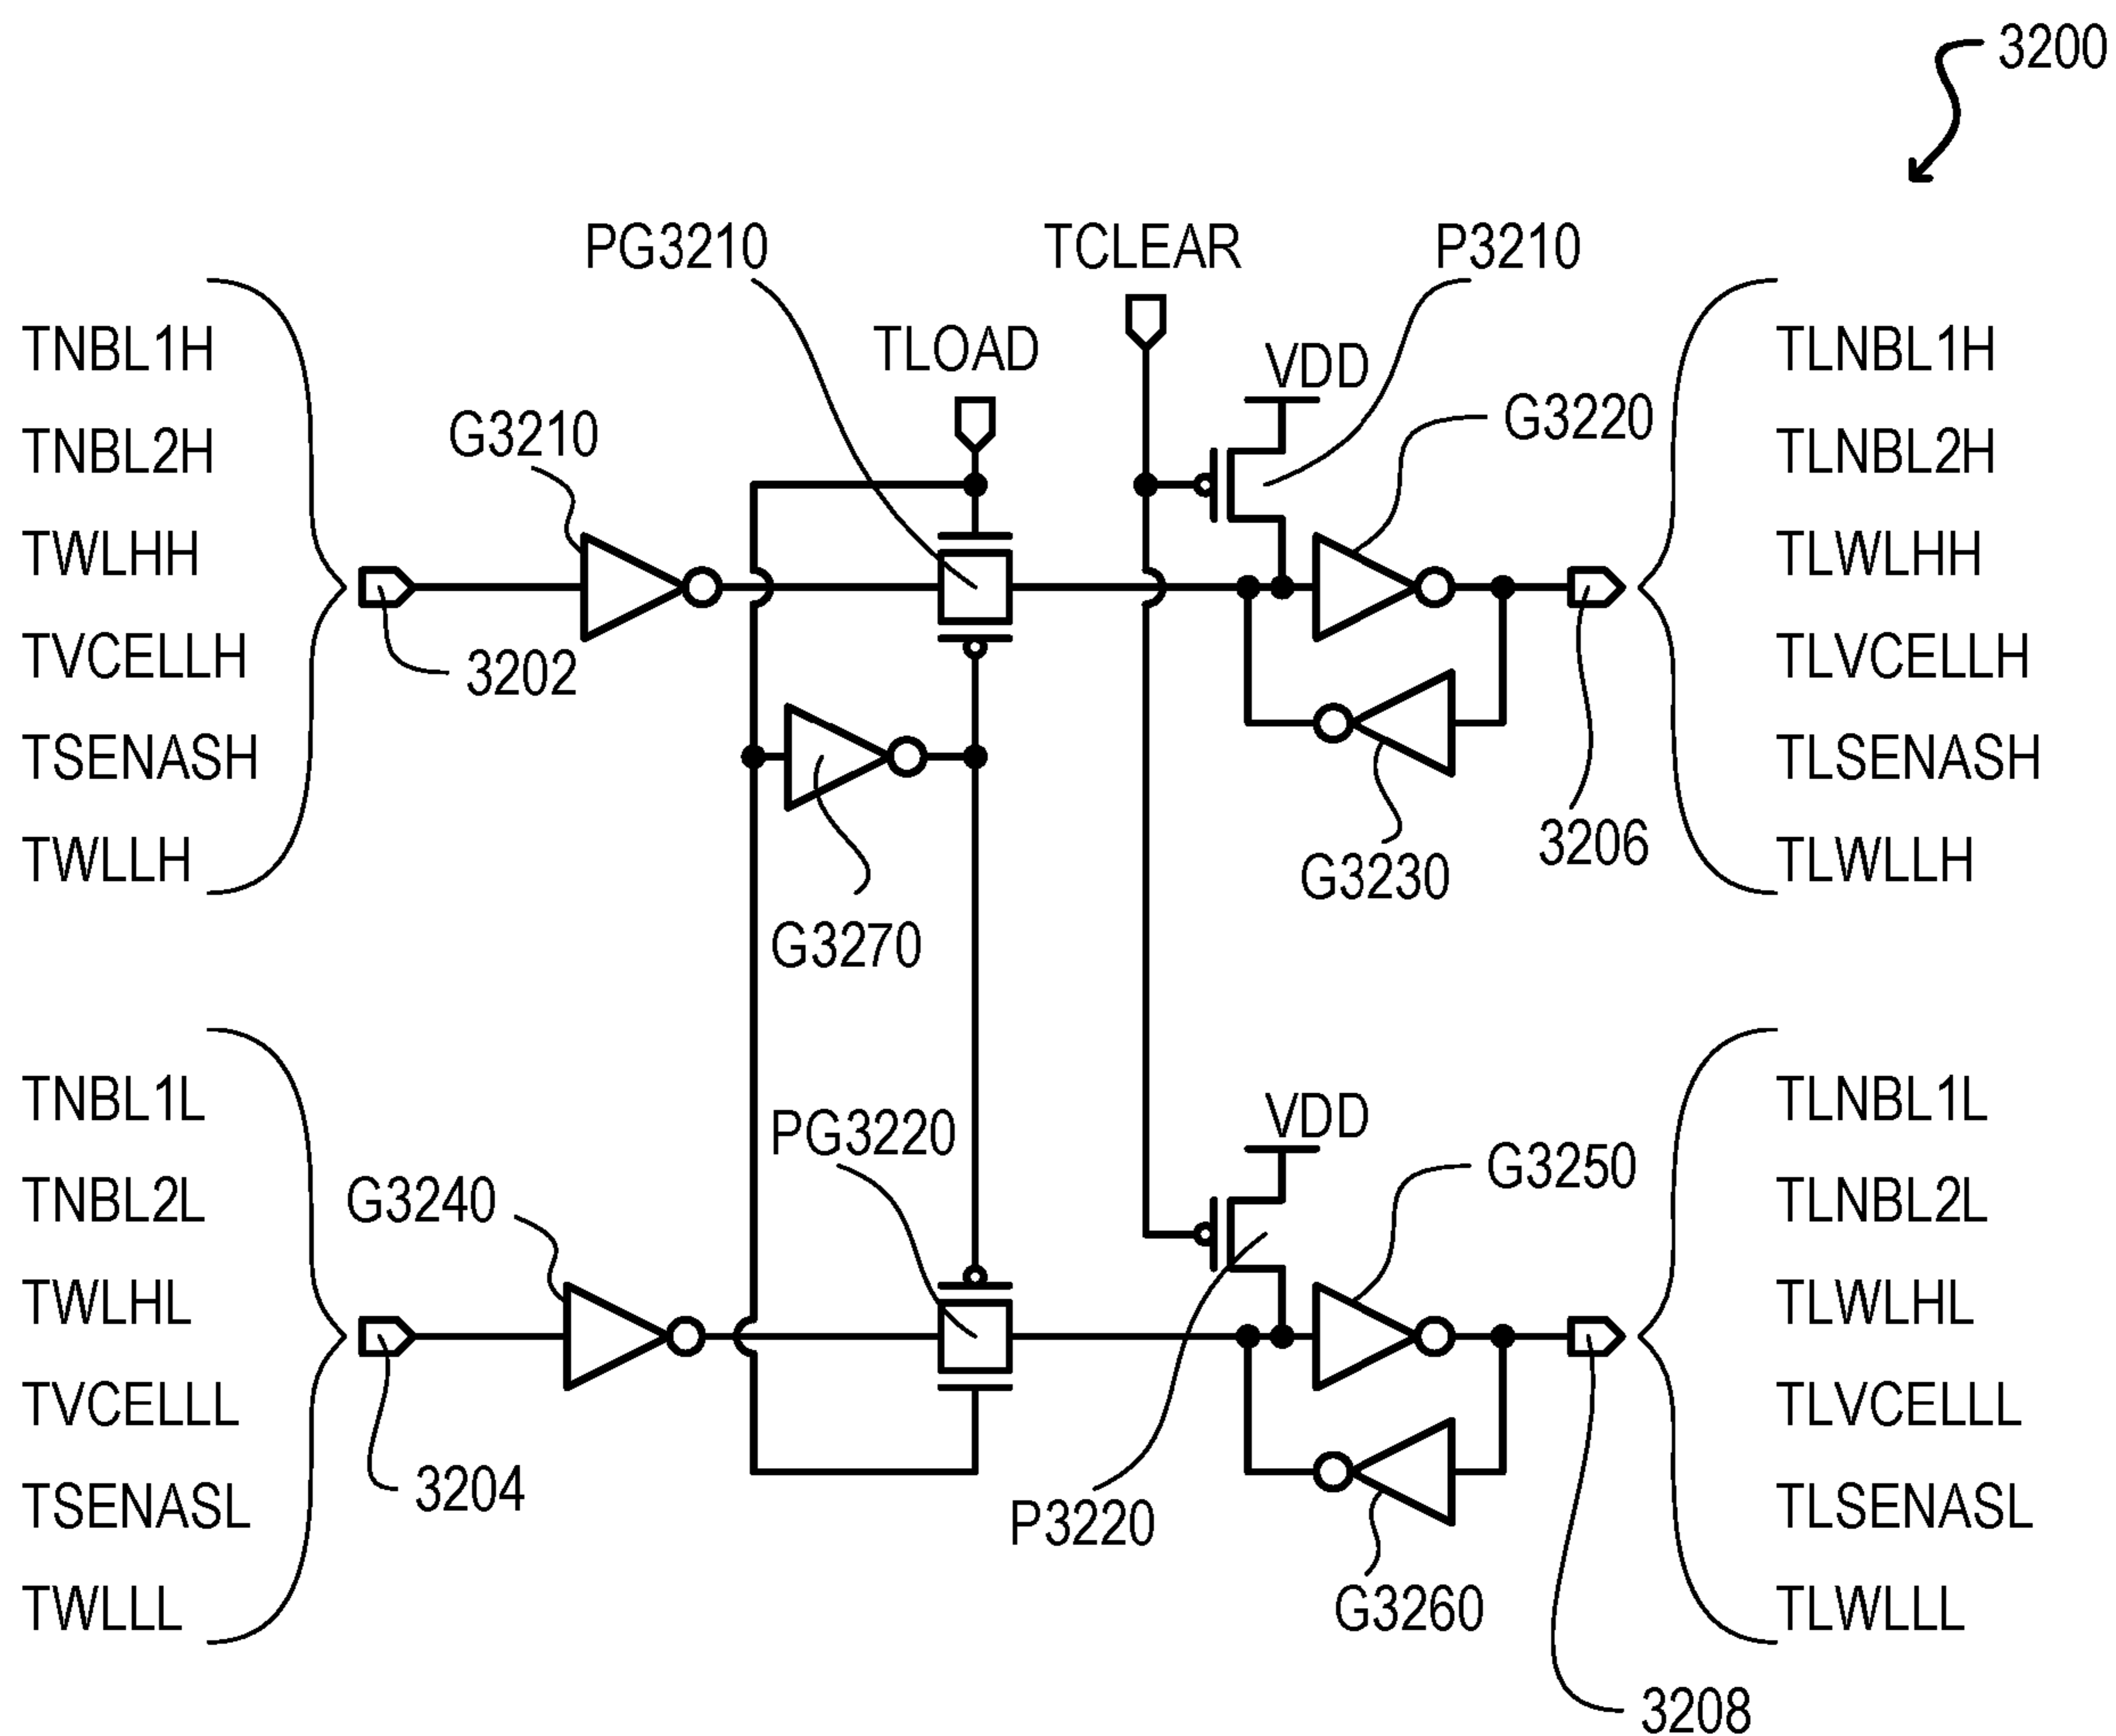 3200
PG3210
TCLEAR
P3210
TLOAD
VDD
G3220
G3210
TNBL1H
TNBL2H
TWLHH
TVCELLH
TSENASH
TWLLH
3202
G3270
G3230
3206
TLNBL1H
TLNBL2H
TLWLHH
TLVCELLH
TLSENASH
TLWLLH
TNBL1L
TNBL2L
TWLHL
TVCELLL
TSENASL
TWLLL
G3240
3204
PG3220
VDD
G3250
P3220
G3260
TLNBL1L
TLNBL2L
TLWLHL
TLVCELLL
TLSENASL
TLWLLL
3208